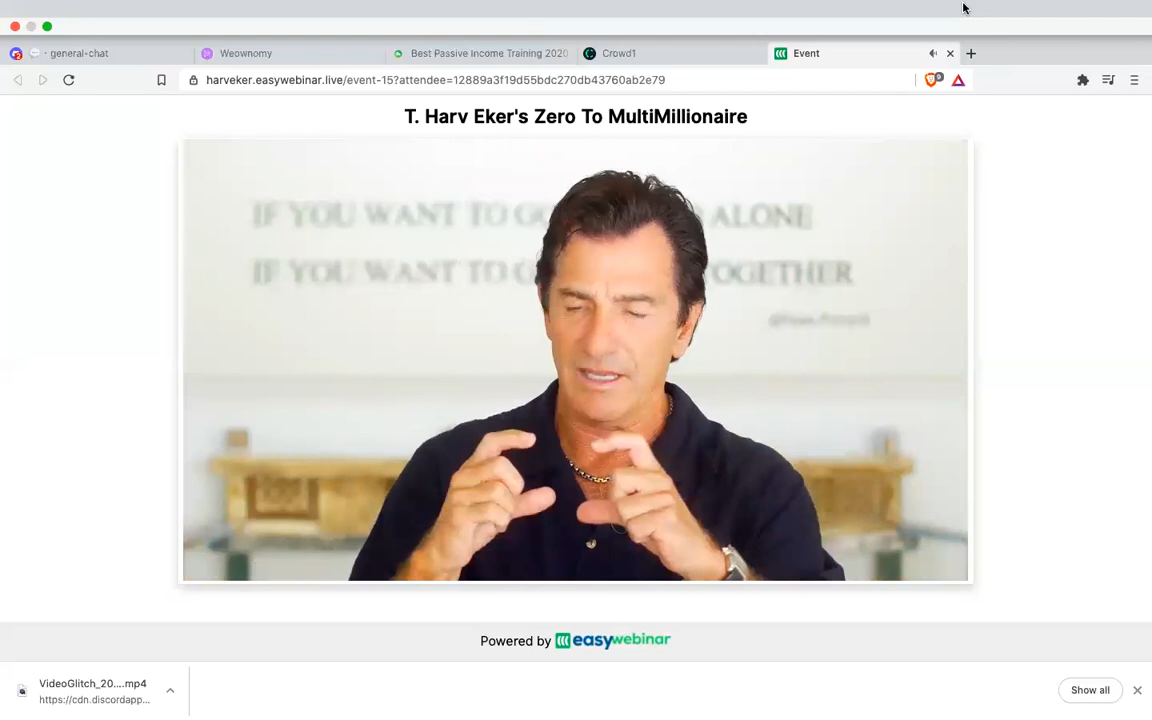 general-chat
Weownomy
Best Passive Income Training 2020
Crowd1
Event
harveker.easywebinar.live/event-15?attendee=12889a3f19d55bdc270db43760ab2e79
T. Harv Eker's Zero To MultiMillionaire
IF YOU WANT TO GO ALONE
IF YOU WANT TO GO TOGETHER
Powered by easywebinar
VideoGlitch_20....mp4
https://cdn.discordapp...
Show all